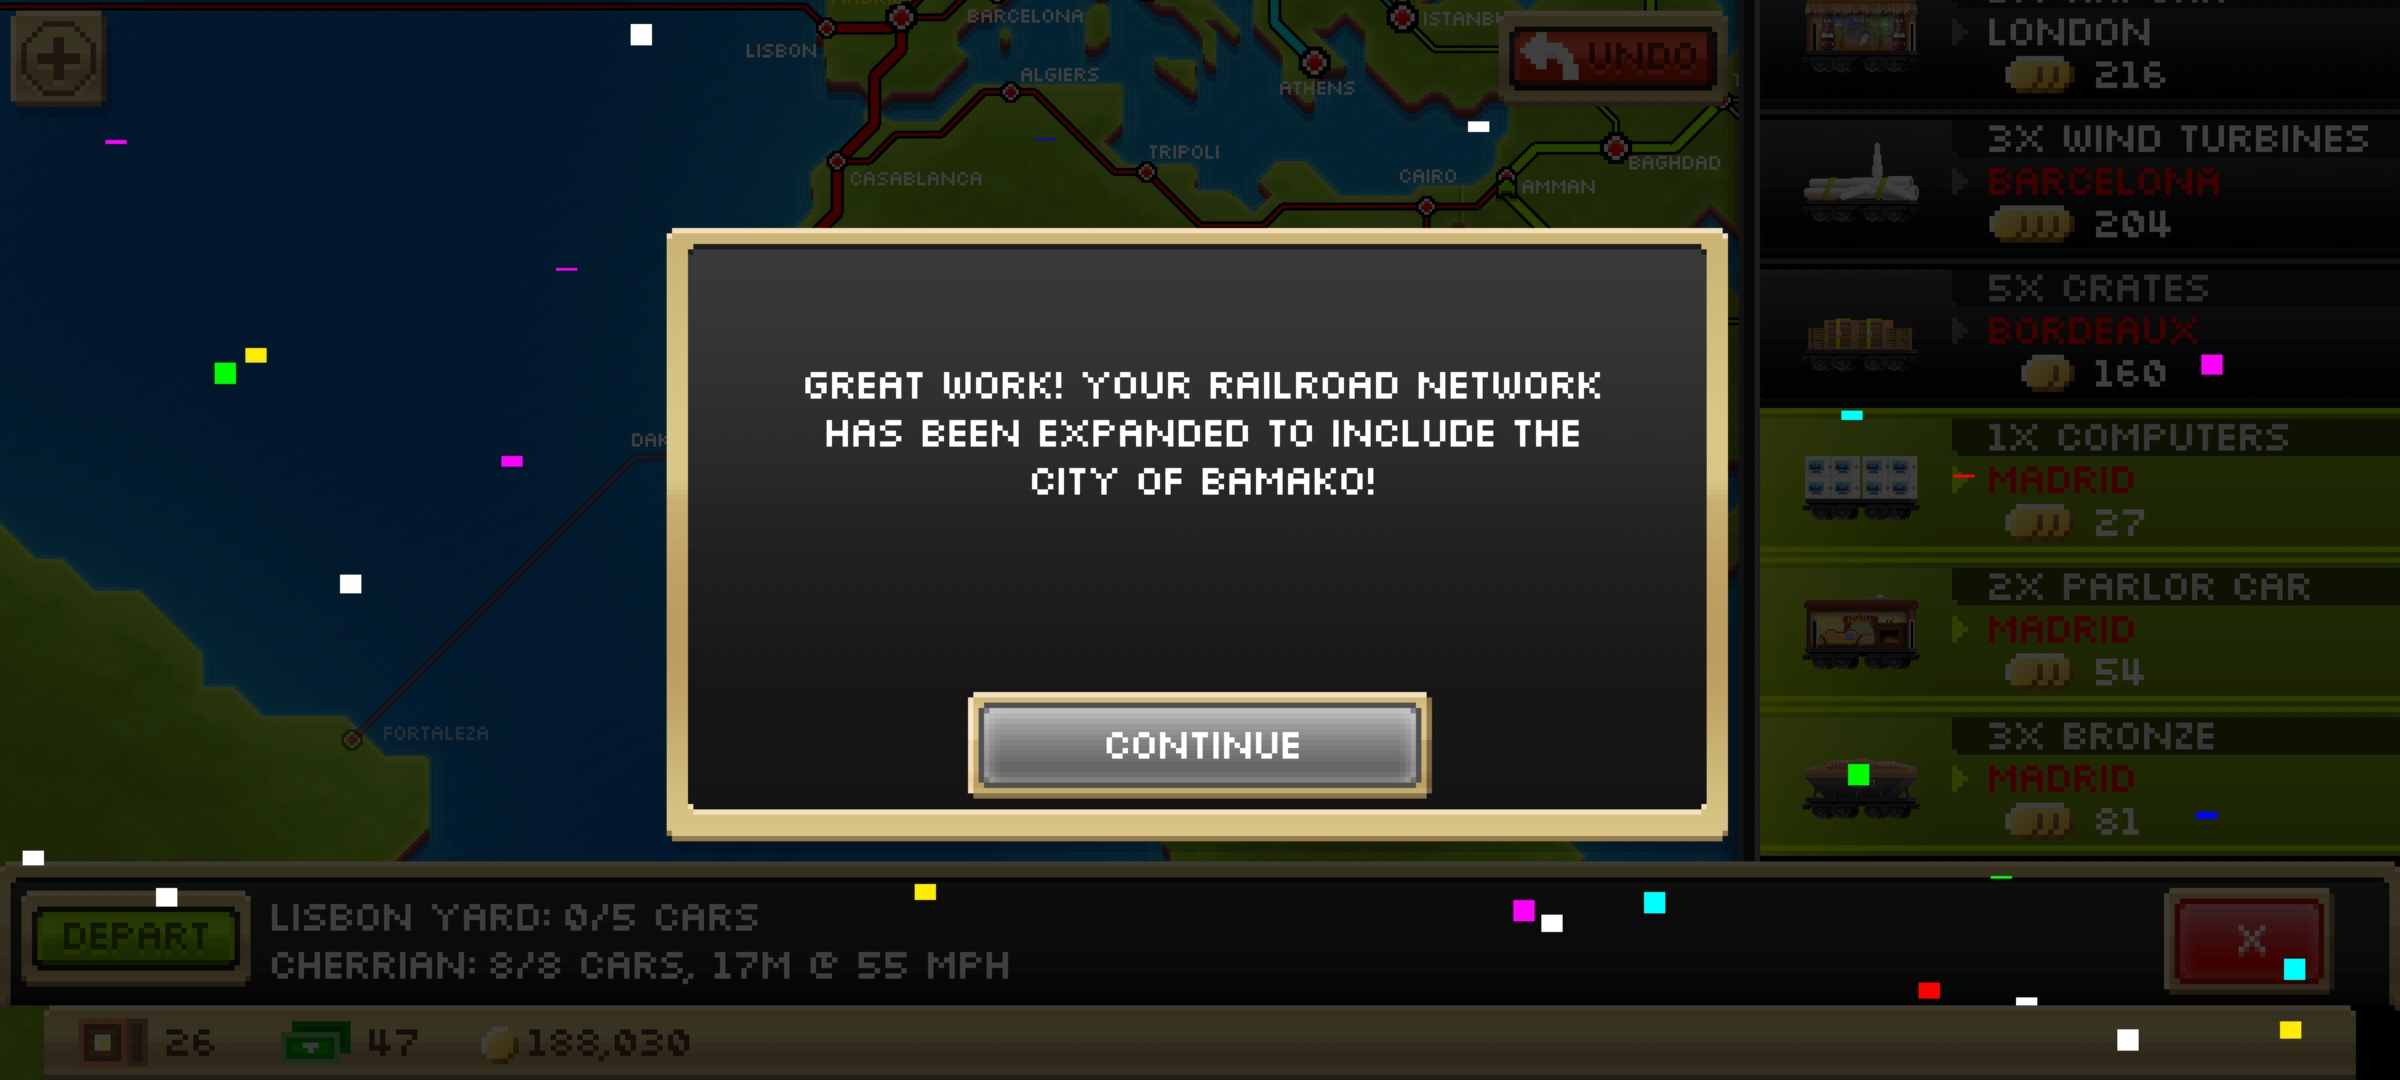 BARCELONA
LISBON
ISTANB
UNDO
ALGIERS
ATHENS
TRIPOLI
CASABLANCA
CAIRO
AMMAN
BAGHDAD
LONDON
216
3X WIND TURBINES
BARCELONA
204
5X CRATES
BORDEAUX
160
1X COMPUTERS
MADRID
27
2X PARLOR CAR
MADRID
54
3X BRONZE
MADRID
81
GREAT WORK! YOUR RAILROAD NETWORK
HAS BEEN EXPANDED TO INCLUDE THE
CITY OF BAMAKO!
CONTINUE
DAK
FORTALEZA
DEPART
LISBON YARD: 0/5 CARS
CHERRIAN: 8/8 CARS, 17M @ 55 MPH
X
26
47
188,030